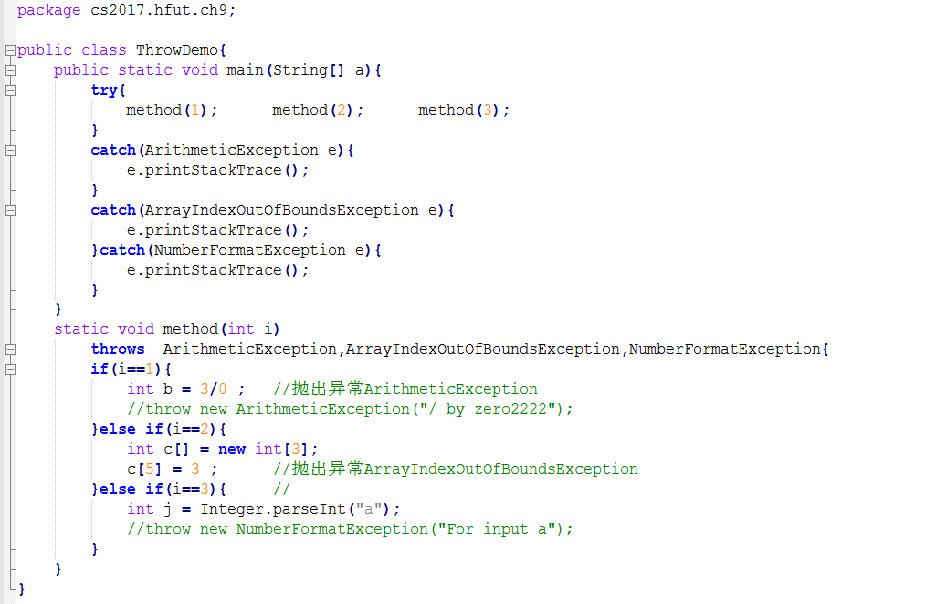 package cs2017.hfut.ch9;
public class ThrowDemo{
public static void main(String[] a){
try{
method(1);      method(2);      method(3);
}
catch(ArithmeticException e){
e.printStackTrace();
}
catch(ArrayIndexOutOfBoundsException e){
e.printStackTrace();
}catch(NumberFormatException e){
e.printStackTrace();
}
}
static void method(int i)
throws  ArithmeticException,ArrayIndexOutOfBoundsException,NumberFormatException{
if(i==1){
int b = 3/0 ;   //抛出异常ArithmeticException
//throw new ArithmeticException("/ by zero2222");
}else if(i==2){
int c[] = new int[3];
c[5] = 3 ;      //抛出异常ArrayIndexOutOfBoundsException
}else if(i==3){     //
int j = Integer.parseInt("a");
//throw new NumberFormatException("For input a");
}
}
}